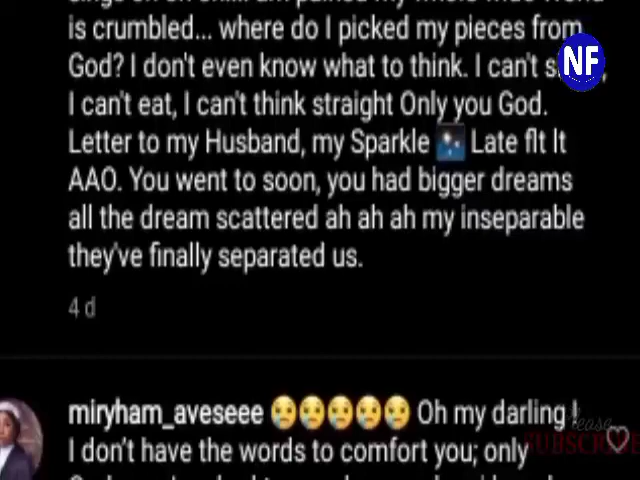 is crumbled... where do I picked my pieces from
God? I don't even know what to think. I can't
I can't eat, I can't think straight Only you God.
Letter to my Husband, my Sparkle 🌌 Late flt lt
AAO. You went to soon, you had bigger dreams
all the dream scattered ah ah ah my inseparable
they've finally separated us.
4 d
miryham_aveseee 😢😢😢😢😢 Oh my darling !
I don't have the words to comfort you; only
NF
Please
SUBSCRIBE